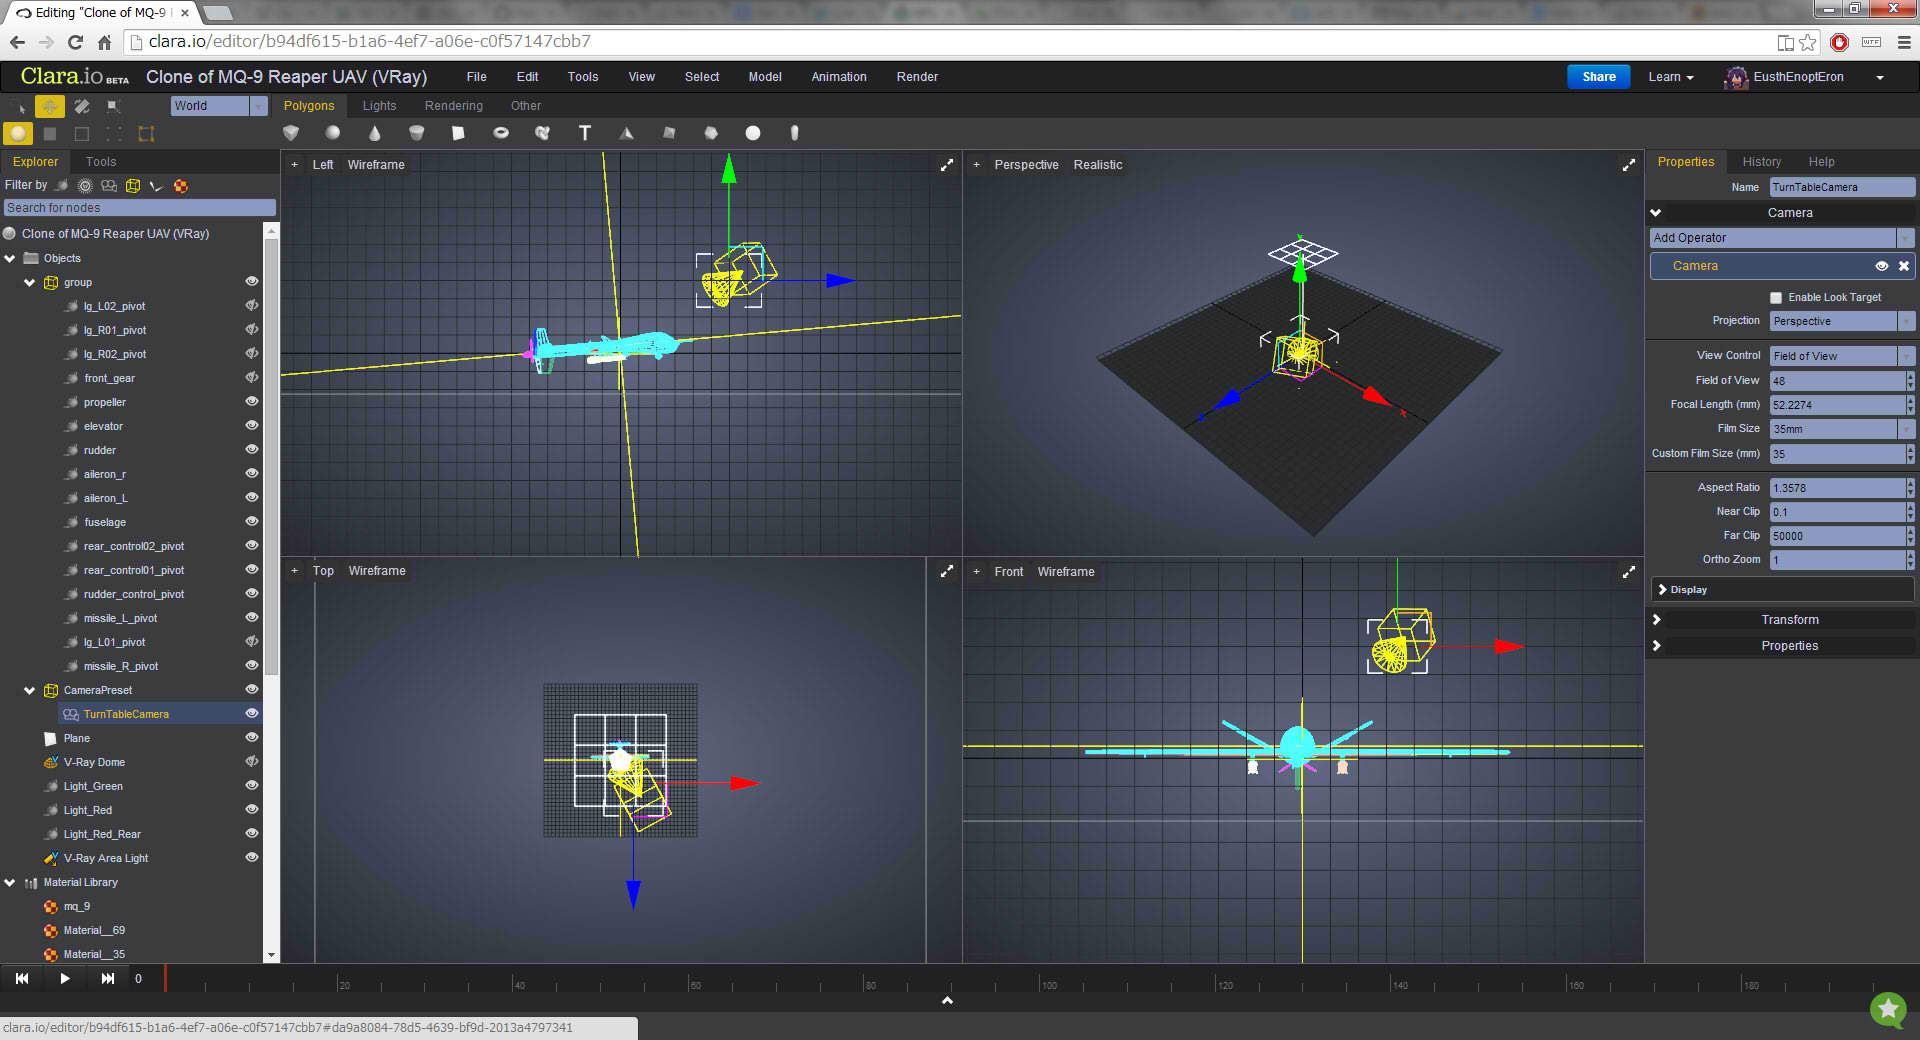 Editing "Clone of MQ-9
clara.io/editor/b94df615-b1a6-4ef7-a06e-c0f57147cbb7
Clara.io BETA Clone of MQ-9 Reaper UAV (VRay) File Edit Tools View Select Model Animation Render Share Learn EusthEnoptEron
World Polygons Lights Rendering Other
T
Explorer Tools
Filter by
Search for nodes
Clone of MQ-9 Reaper UAV (VRay)
Objects
group
lg_L02_pivot
lg_R01_pivot
lg_R02_pivot
front_gear
propeller
elevator
rudder
aileron_r
aileron_L
fuselage
rear_control02_pivot
rear_control01_pivot
rudder_control_pivot
missile_L_pivot
lg_L01_pivot
missile_R_pivot
CameraPreset
TurnTableCamera
Plane
V-Ray Dome
Light_Green
Light_Red
Light_Red_Rear
V-Ray Area Light
Material Library
mq_9
Material__69
Material__35
+ Left Wireframe
+ Perspective Realistic
+ Top Wireframe
+ Front Wireframe
Properties History Help
Name TurnTableCamera
Camera
Add Operator
Camera
Enable Look Target
Projection Perspective
View Control Field of View
Field of View 48
Focal Length (mm) 52.2274
Film Size 35mm
Custom Film Size (mm) 35
Aspect Ratio 1.3578
Near Clip 0.1
Far Clip 50000
Ortho Zoom 1
Display
Transform
Properties
0 20 40 60 80 100 120 140 160 180
clara.io/editor/b94df615-b1a6-4ef7-a06e-c0f57147cbb7#da9a8084-78d5-4639-bf9d-2013a4797341